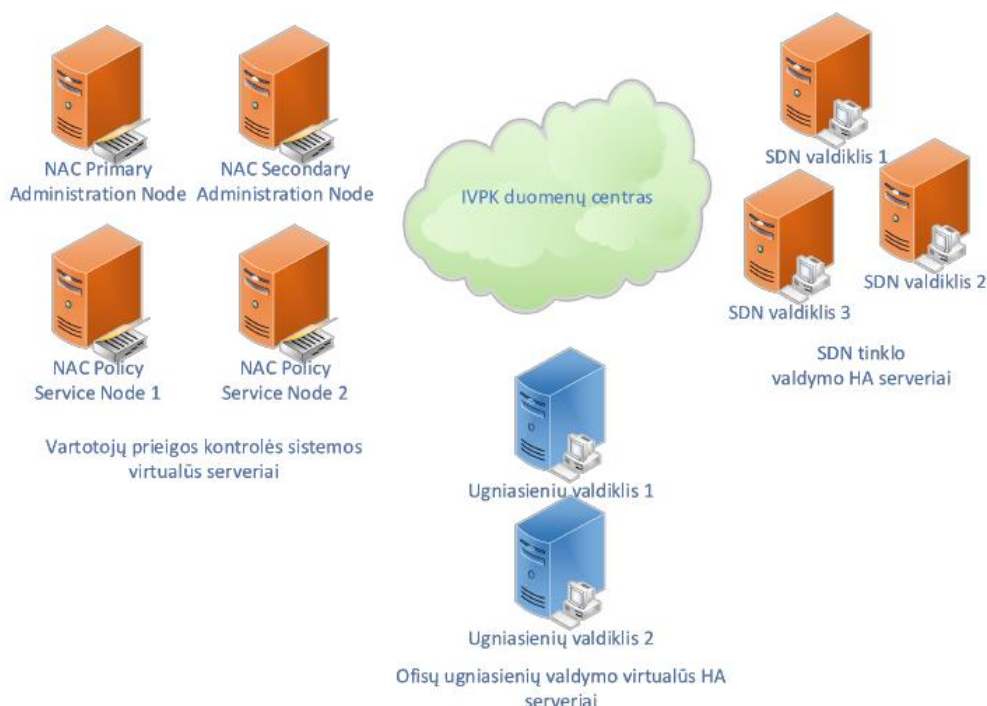 NAC Primary
Administration Node
NAC Secondary
Administration Node
NAC Policy
Service Node 1
NAC Policy
Service Node 2
Vartotojų prieigos kontrolės sistemos
virtualūs serveriai
IVPK duomenų centras
SDN valdiklis 1
SDN valdiklis 2
SDN valdiklis 3
SDN tinklo
valdymo HA serveriai
Ugniasienių valdiklis 1
Ugniasienių valdiklis 2
Ofisų ugniasienių valdymo virtualūs HA
serveriai